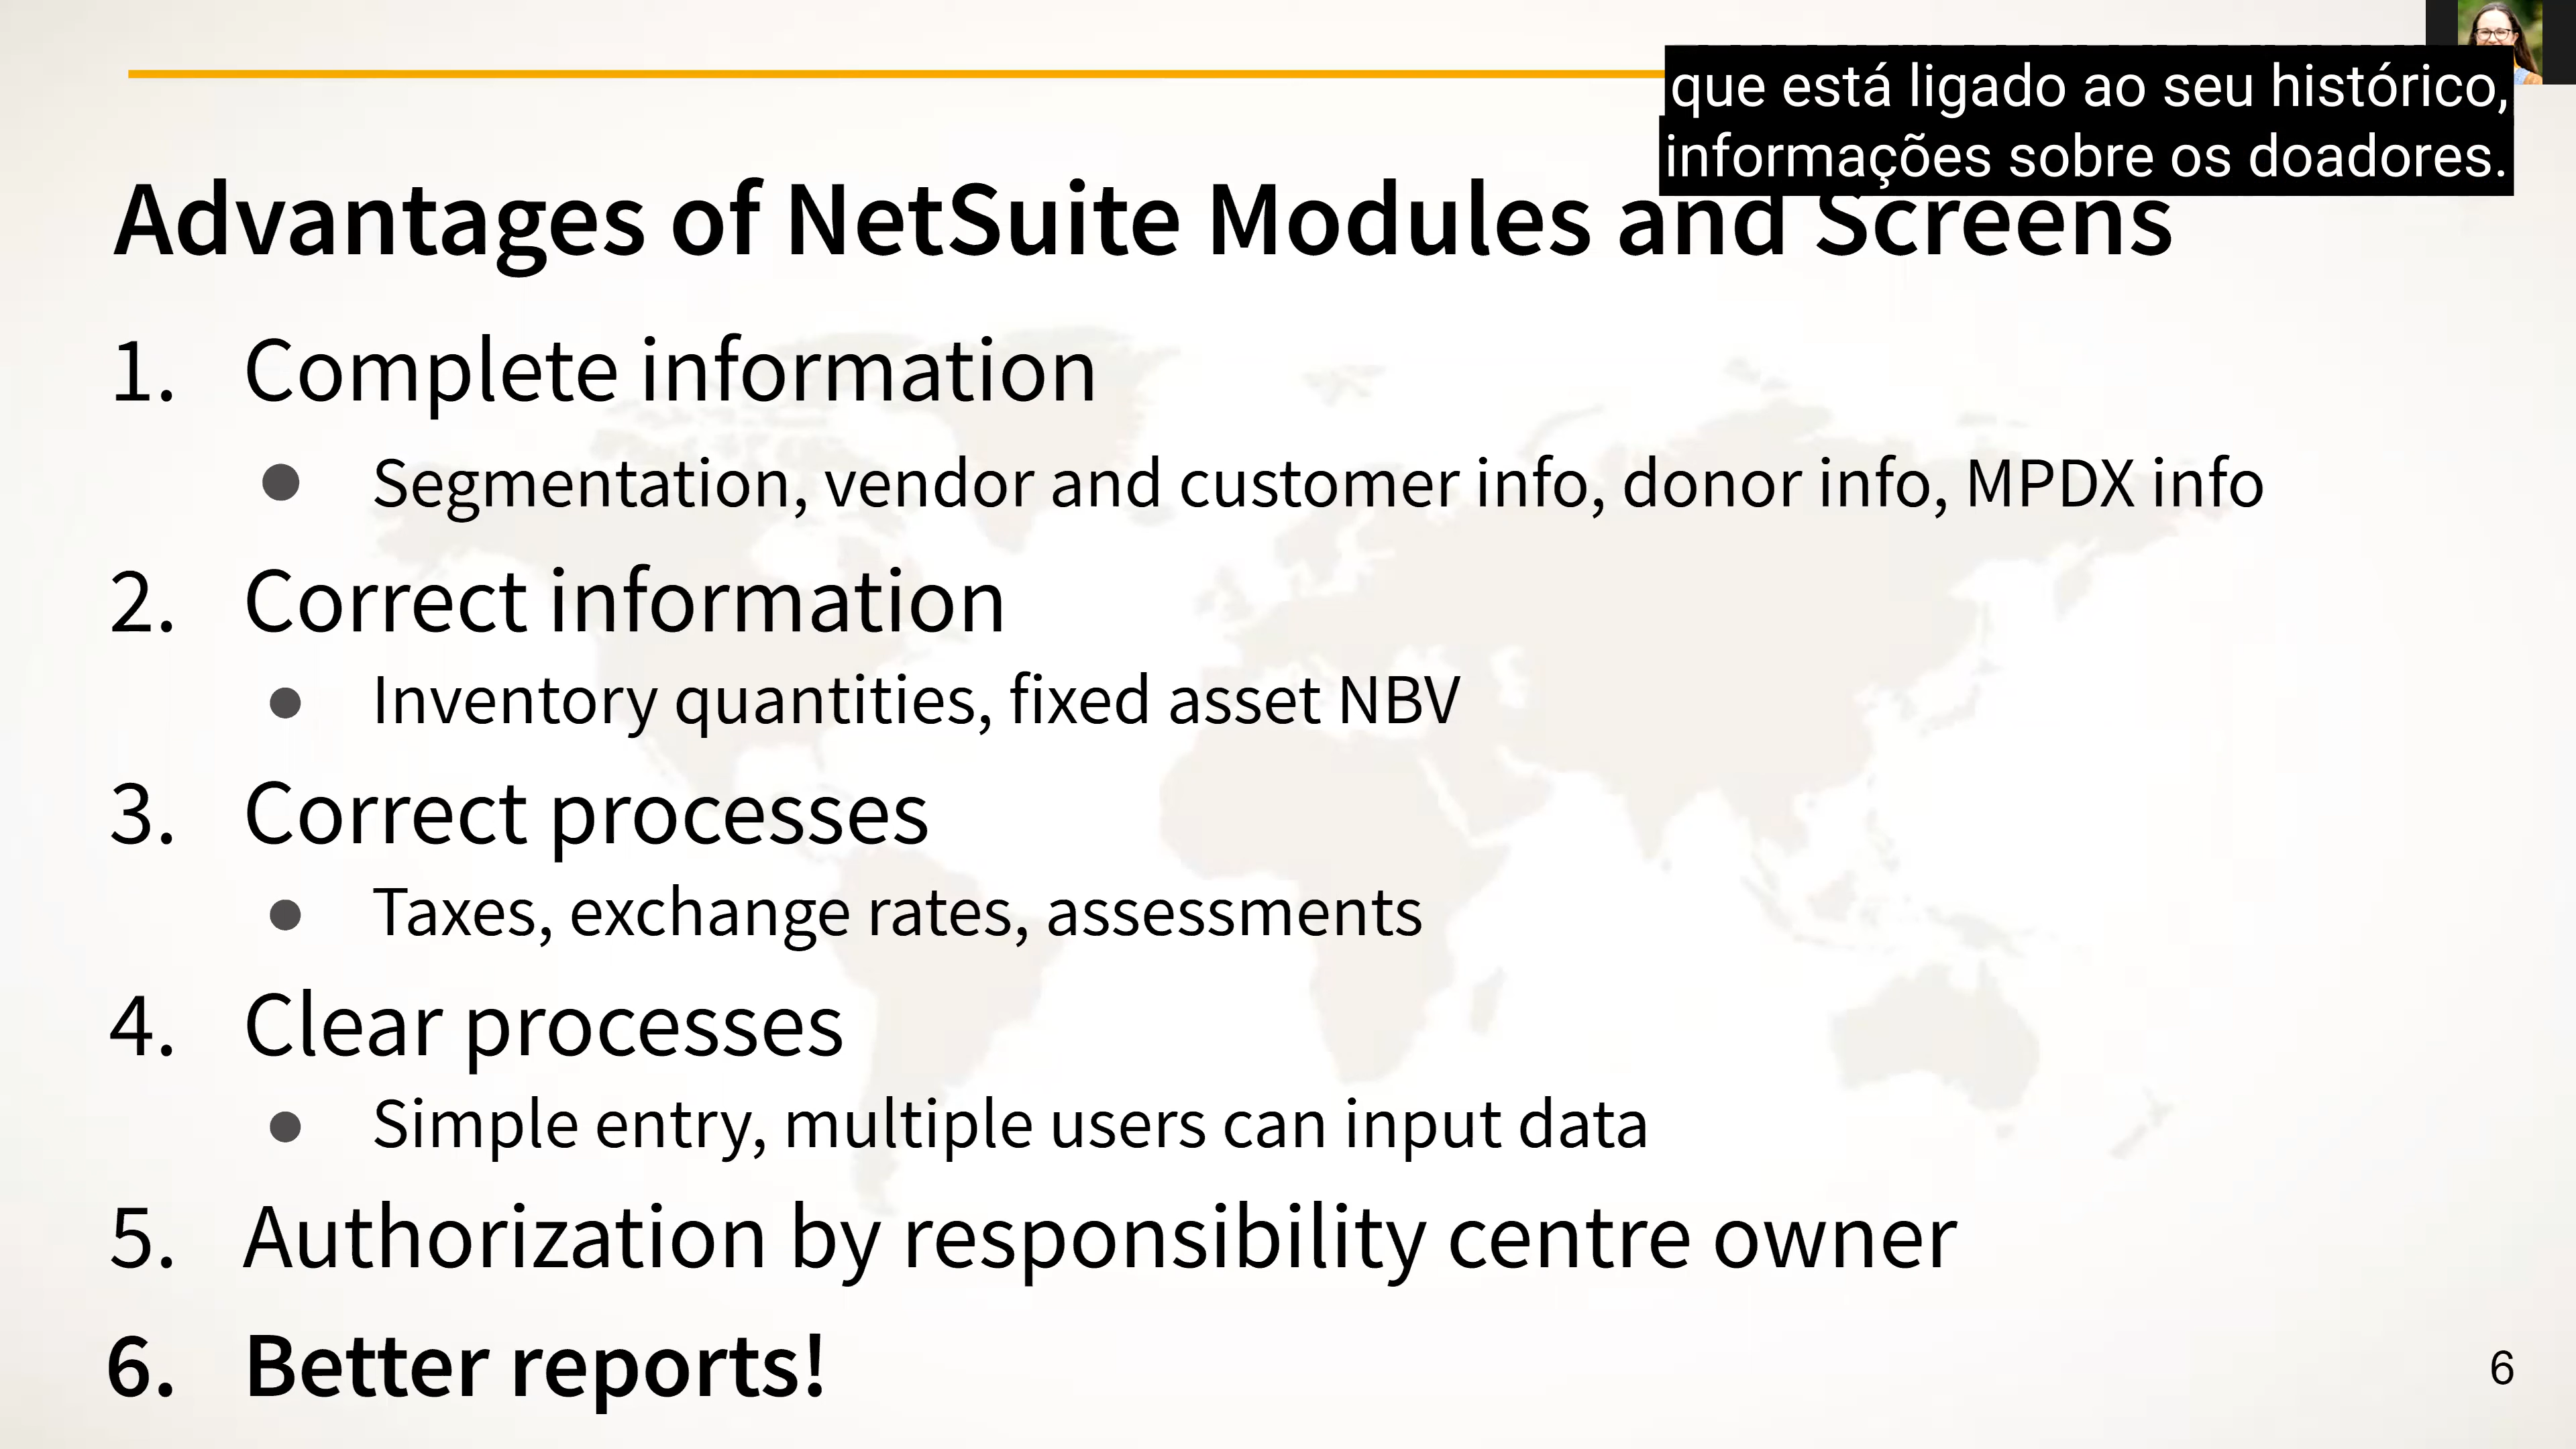 que está ligado ao seu histórico,
informações sobre os doadores.
Advantages of NetSuite Modules and Screens
1. Complete information
● Segmentation, vendor and customer info, donor info, MPDX info
2. Correct information
● Inventory quantities, fixed asset NBV
3. Correct processes
● Taxes, exchange rates, assessments
4. Clear processes
● Simple entry, multiple users can input data
5. Authorization by responsibility centre owner
6. Better reports!
6